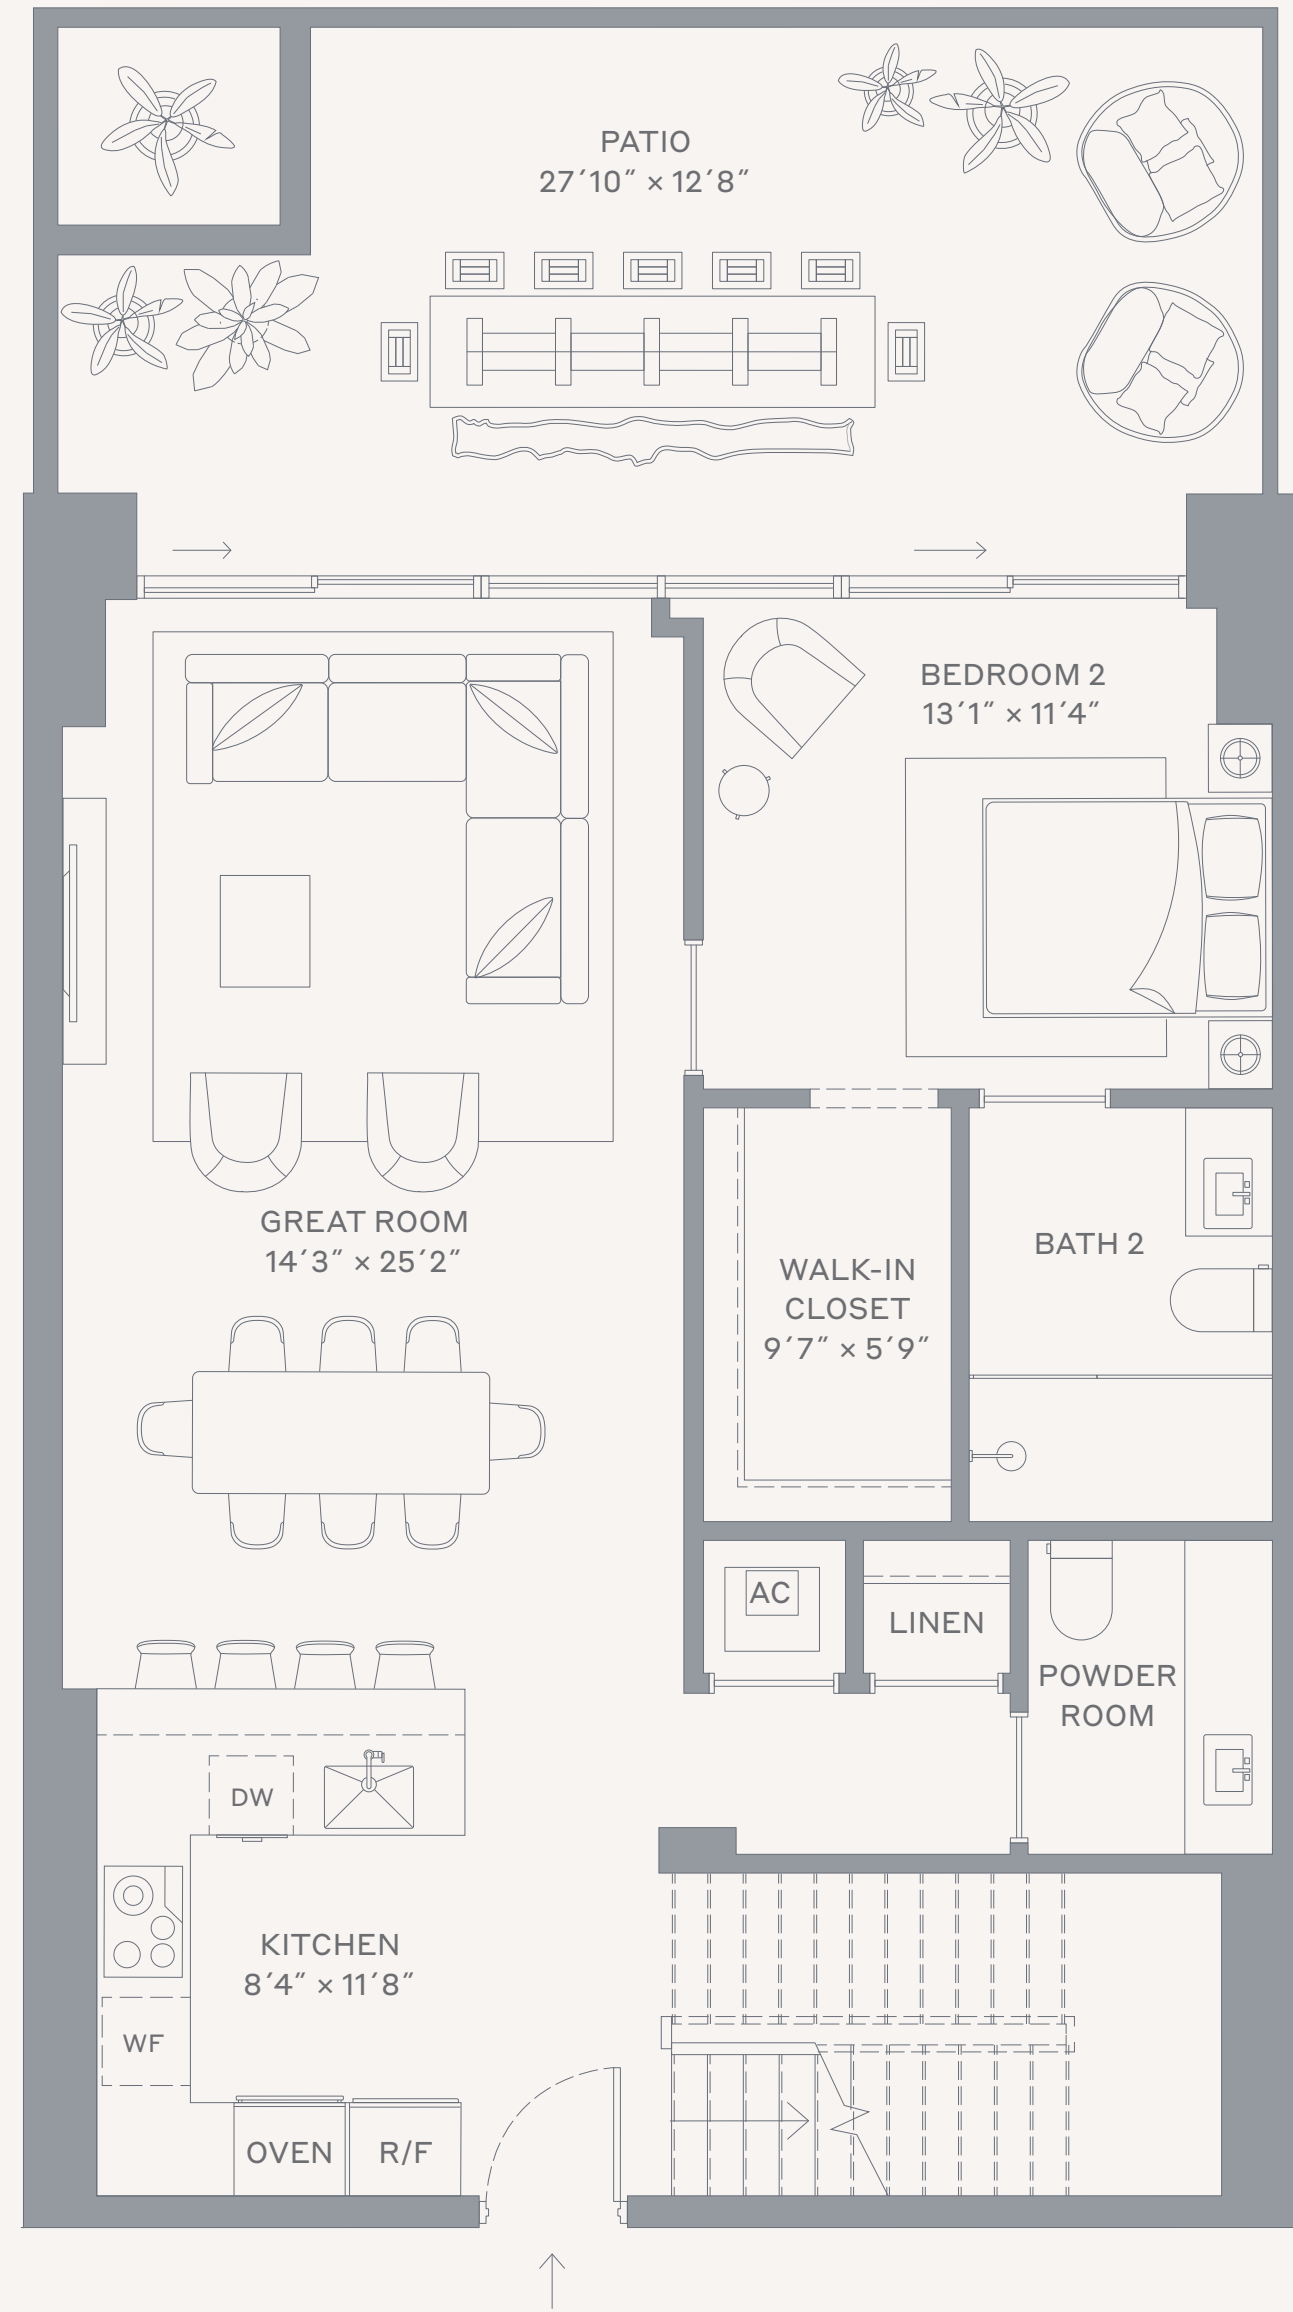 PATIO
27′10″ × 12′8″
BEDROOM 2
13′1″ × 11′4″
GREAT ROOM
14′3″ × 25′2″
WALK-IN
CLOSET
9′7″ × 5′9″
BATH 2
AC
LINEN
POWDER
ROOM
DW
KITCHEN
8′4″ × 11′8″
WF
OVEN
R/F